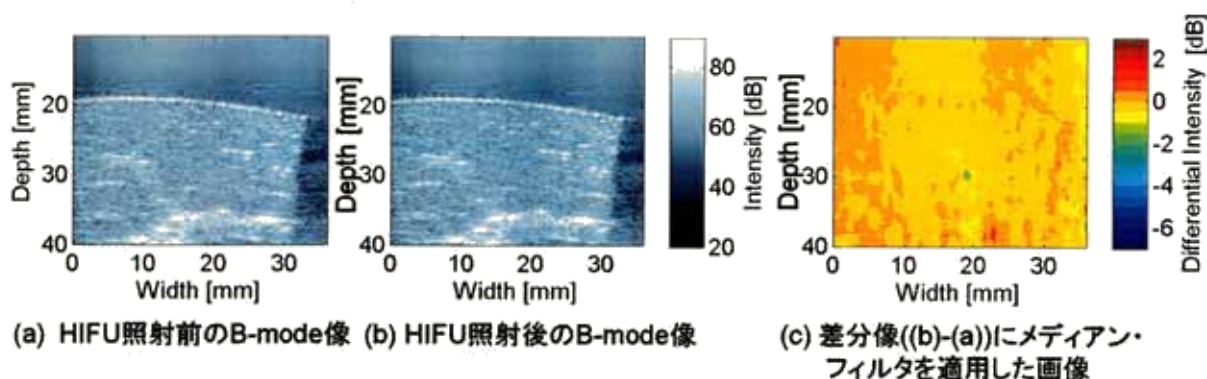 Depth [mm]
20
30
40
0
10
20
30
Width [mm]
(a) HIFU照射前のB-mode像
Depth [mm]
20
30
40
0
10
20
30
Width [mm]
(b) HIFU照射後のB-mode像
80
60
40
20
Intensity [dB]
Depth [mm]
20
30
40
0
10
20
30
Width [mm]
2
0
-2
-4
-6
Differential Intensity [dB]
(c) 差分像((b)-(a))にメディアン・
フィルタを適用した画像